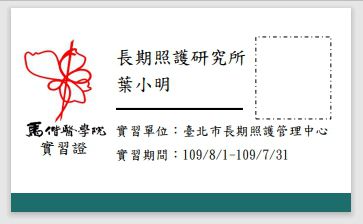 長期照護研究所
葉小明
馬偕醫學院
實習證
實習單位：臺北市長期照護管理中心
實習期間：109/8/1-109/7/31